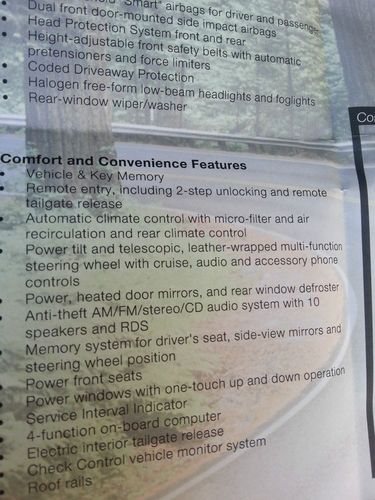 "Smart" airbags for driver and passenger
• Dual front door-mounted side impact airbags
• Head Protection System front and rear
• Height-adjustable front safety belts with automatic
pretensioners and force limiters
• Coded Driveaway Protection
• Halogen free-form low-beam headlights and foglights
• Rear-window wiper/washer
Comfort and Convenience Features
• Vehicle & Key Memory
• Remote entry, including 2-step unlocking and remote
tailgate release
• Automatic climate control with micro-filter and air
recirculation and rear climate control
• Power tilt and telescopic, leather-wrapped multi-function
steering wheel with cruise, audio and accessory phone
controls
• Power, heated door mirrors, and rear window defroster
• Anti-theft AM/FM/stereo/CD audio system with 10
speakers and RDS
• Memory system for driver's seat, side-view mirrors and
steering wheel position
• Power front seats
• Power windows with one-touch up and down operation
• Service Interval Indicator
• 4-function on-board computer
• Electric interior tailgate release
• Check Control vehicle monitor system
• Roof rails